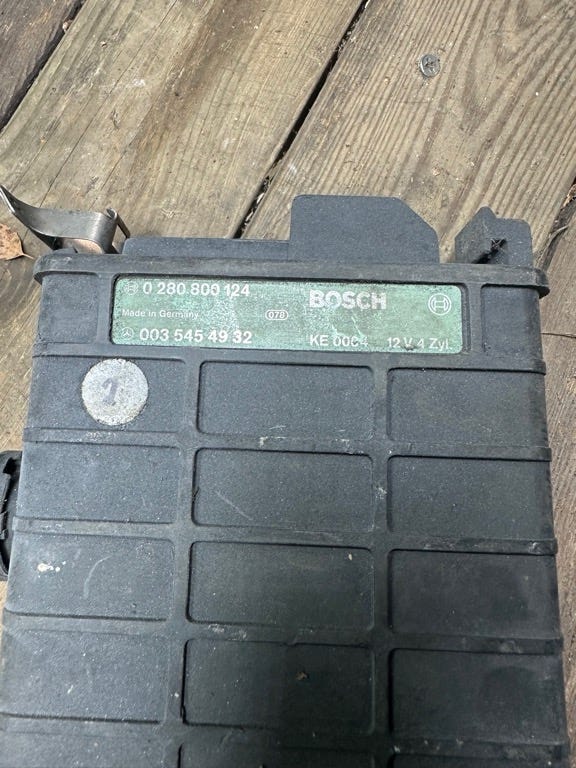 0 280 800 124 BOSCH
Made in Germany 078
003 545 49 32 KE 0004 12 V 4 Zyl.
1